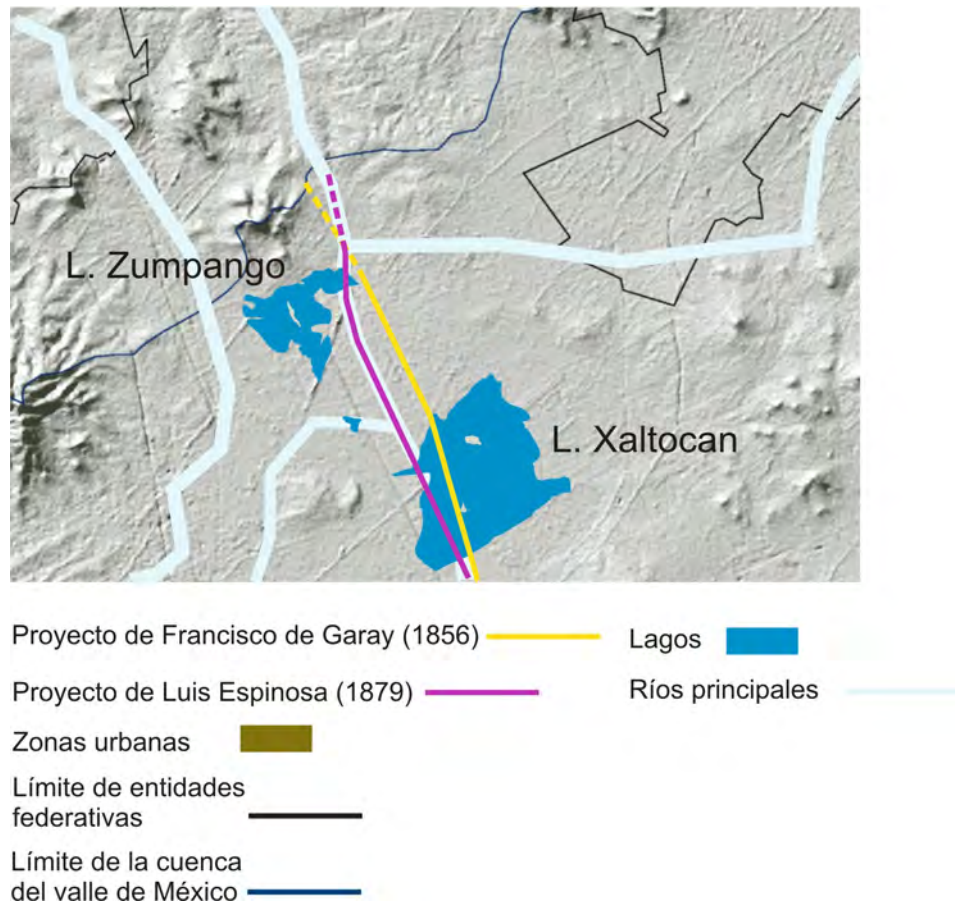 L. Zumpango
L. Xaltocan
Proyecto de Francisco de Garay (1856)
Lagos
Proyecto de Luis Espinosa (1879)
Ríos principales
Zonas urbanas
Límite de entidades
federativas
Límite de la cuenca
del valle de México